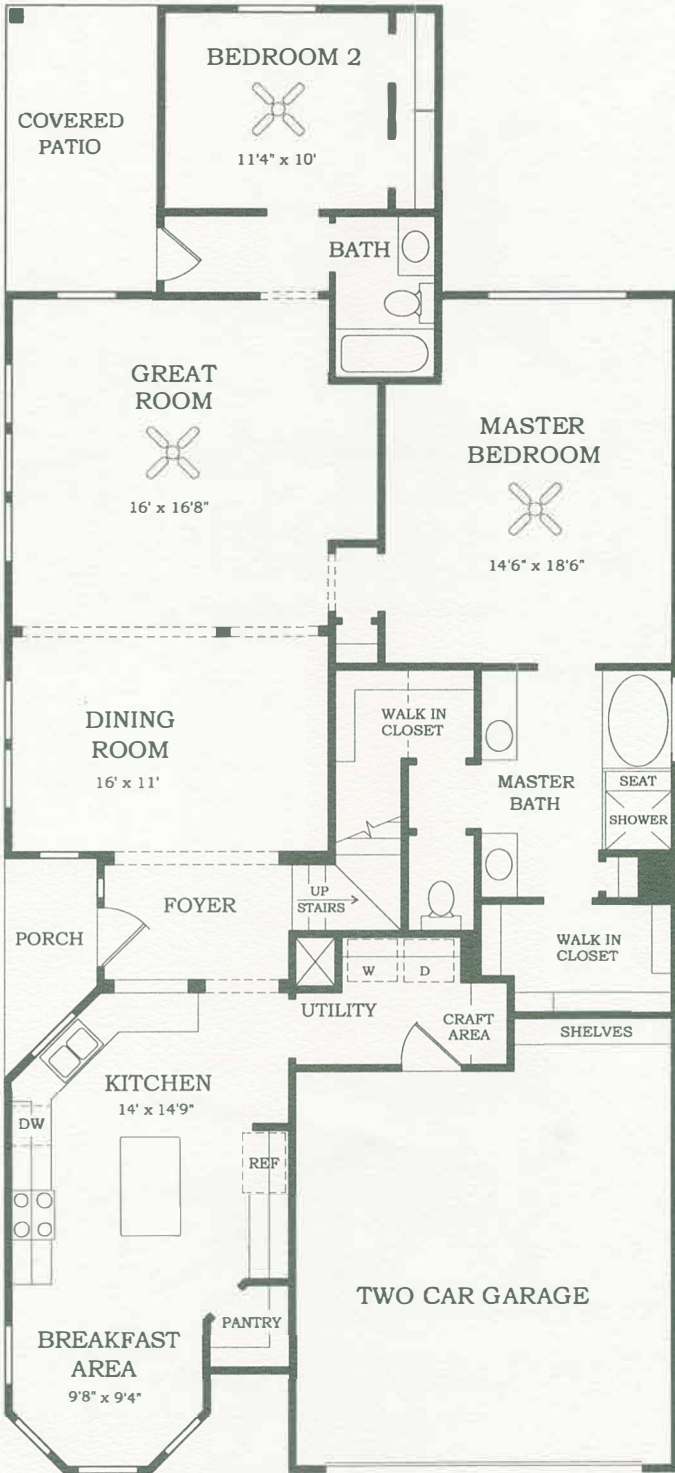 BEDROOM 2
11'4" x 10'
COVERED
PATIO
BATH
GREAT
ROOM
16' x 16'8"
MASTER
BEDROOM
14'6" x 18'6"
DINING
ROOM
16' x 11'
WALK IN
CLOSET
MASTER
BATH
SEAT
SHOWER
UP
STAIRS
FOYER
PORCH
WALK IN
CLOSET
W
D
UTILITY
CRAFT
AREA
SHELVES
KITCHEN
14' x 14'9"
DW
REF
TWO CAR GARAGE
PANTRY
BREAKFAST
AREA
9'8" x 9'4"